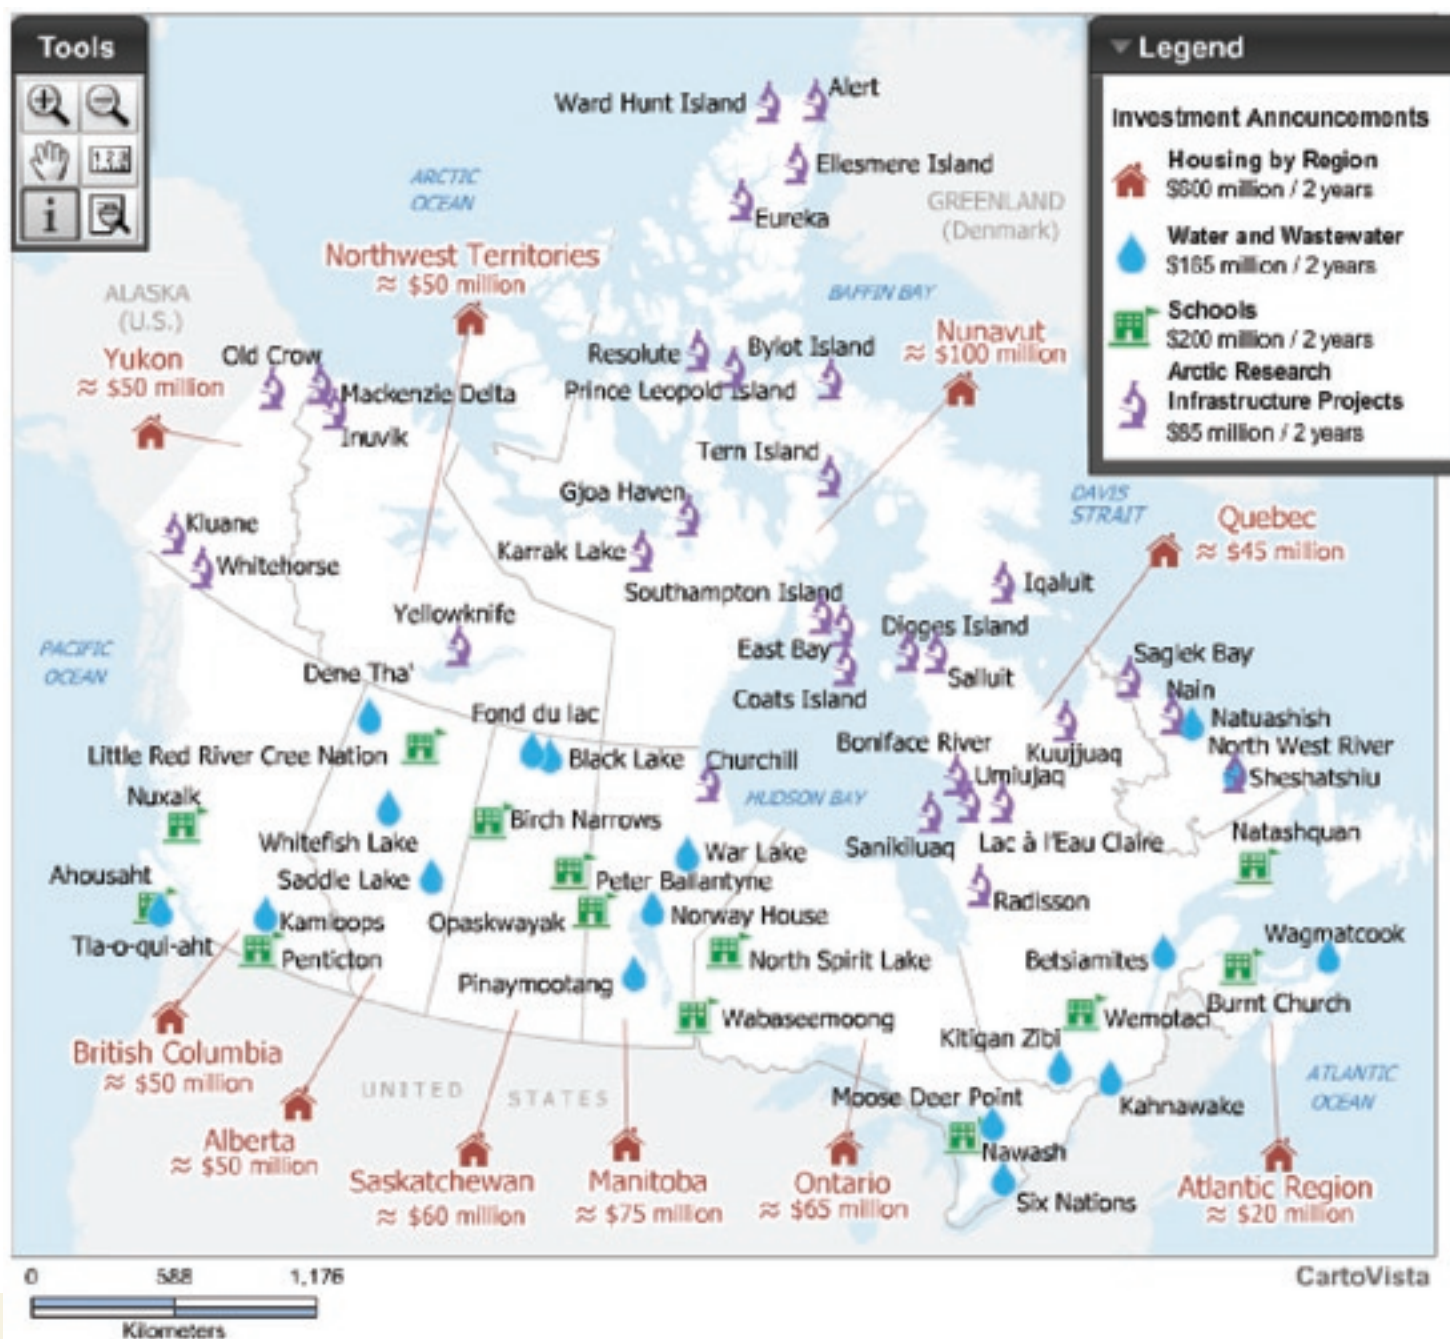 Tools
Legend
Investment Announcements
Housing by Region
$600 million / 2 years
Water and Wastewater
$165 million / 2 years
Schools
$200 million / 2 years
Arctic Research
Infrastructure Projects
$85 million / 2 years
Ward Hunt Island
Alert
Ellesmere Island
Eureka
ARCTIC
OCEAN
GREENLAND
(Denmark)
Northwest Territories
≈ $50 million
ALASKA
(U.S.)
BAFFIN BAY
Yukon
≈ $50 million
Old Crow
Mackenzie Delta
Inuvik
Resolute
Bylot Island
Prince Leopold Island
Nunavut
≈ $100 million
Tern Island
Gjoa Haven
Karrak Lake
DAVIS
STRAIT
Quebec
≈ $45 million
Kluane
Whitehorse
Southampton Island
Iqaluit
Yellowknife
Digges Island
East Bay
Salluit
Coats Island
PACIFIC
OCEAN
Saglek Bay
Nain
Natuashish
North West River
Sheshatshiu
Dene Tha'
Fond du lac
Little Red River Cree Nation
Black Lake
Churchill
Boniface River
Kuujjuaq
Umiujaq
HUDSON BAY
Nuxalk
Birch Narrows
Whitefish Lake
War Lake
Sanikiluaq
Lac à l'Eau Claire
Natashquan
Ahousaht
Saddle Lake
Peter Ballantyne
Radisson
Kamloops
Opaskwayak
Norway House
Tla-o-qui-aht
Penticton
North Spirit Lake
Betsiamites
Wagmatcook
Pinaymootang
Wabaseemoong
Wemotaci
Burnt Church
Kitigan Zibi
British Columbia
≈ $50 million
UNITED STATES
Moose Deer Point
Kahnawake
ATLANTIC
OCEAN
Alberta
≈ $50 million
Nawash
Saskatchewan
≈ $60 million
Manitoba
≈ $75 million
Ontario
≈ $65 million
Six Nations
Atlantic Region
≈ $20 million
0 588 1,176
Kilometers
CartoVista